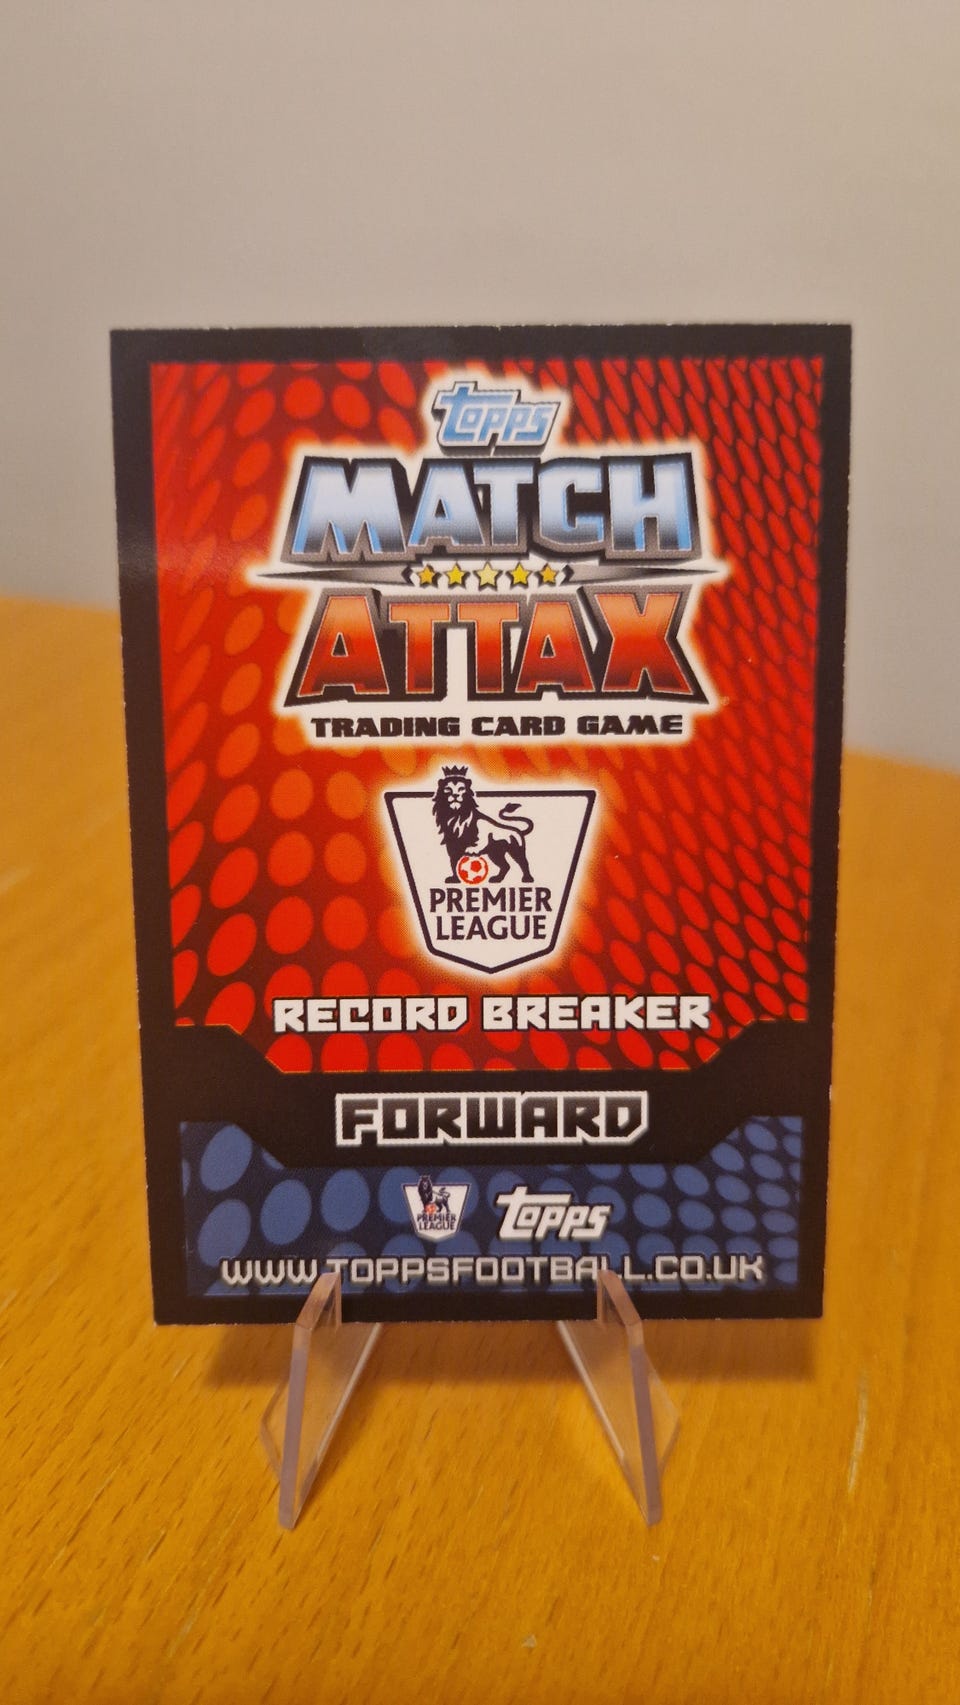 topps
MATCH
ATTAX
TRADING CARD GAME
PREMIER
LEAGUE
RECORD BREAKER
FORWARD
PREMIER
LEAGUE
topps
WWW.TOPPSFOOTBALL.CO.UK